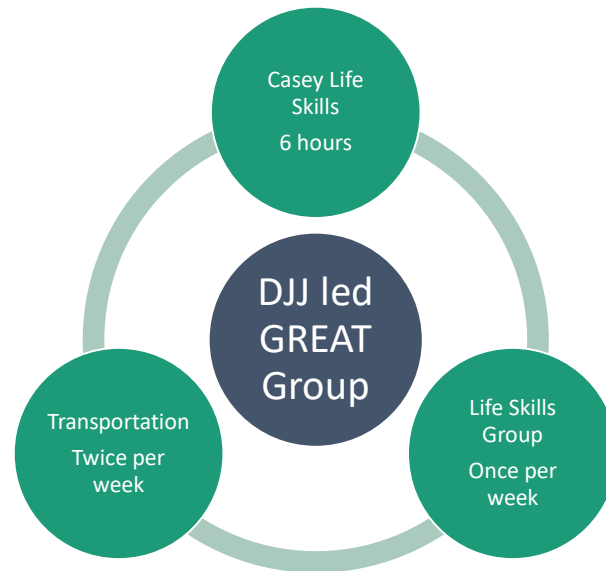 Casey Life
Skills
6 hours
DJJ led
GREAT
Group
Transportation
Twice per
week
Life Skills
Group
Once per
week